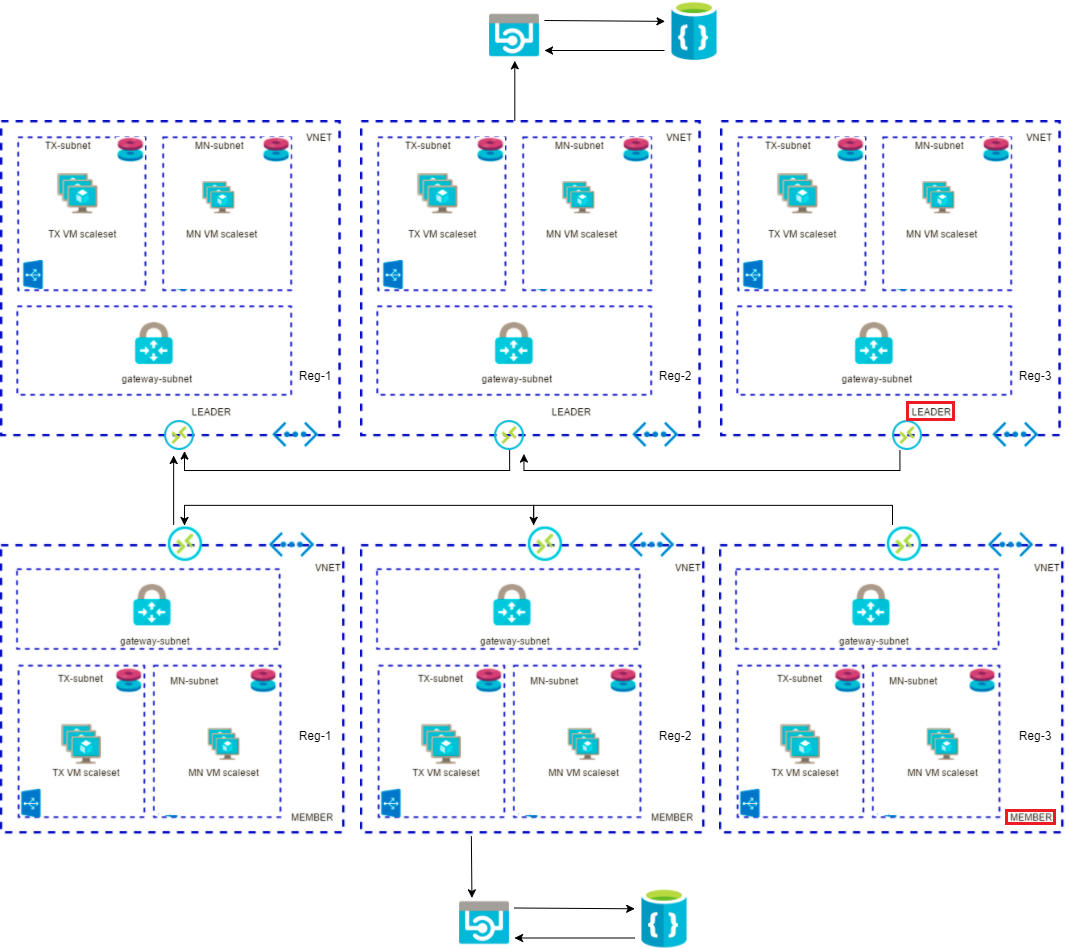 VNET
TX-subnet
MN-subnet
TX VM scaleset
MN VM scaleset
gateway-subnet
Reg-1
LEADER
VNET
TX-subnet
MN-subnet
TX VM scaleset
MN VM scaleset
gateway-subnet
Reg-2
LEADER
VNET
TX-subnet
MN-subnet
TX VM scaleset
MN VM scaleset
gateway-subnet
Reg-3
LEADER
VNET
gateway-subnet
TX-subnet
MN-subnet
Reg-1
TX VM scaleset
MN VM scaleset
MEMBER
VNET
gateway-subnet
TX-subnet
MN-subnet
Reg-2
TX VM scaleset
MN VM scaleset
MEMBER
VNET
gateway-subnet
TX-subnet
MN-subnet
Reg-3
TX VM scaleset
MN VM scaleset
MEMBER